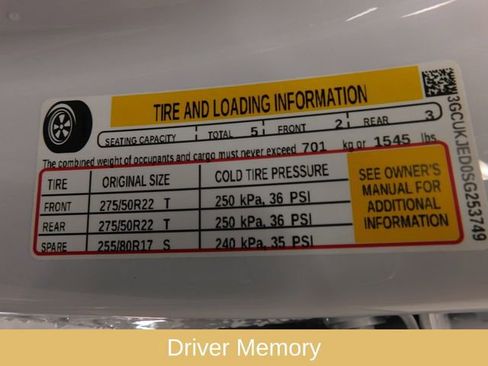 TIRE AND LOADING INFORMATION
SEATING CAPACITY TOTAL 5 FRONT 2 REAR 3
The combined weight of occupants and cargo must never exceed 701 kg or 1545 lbs
TIRE ORIGINAL SIZE COLD TIRE PRESSURE
FRONT 275/50R22 T 250 kPa, 36 PSI
REAR 275/50R22 T 250 kPa, 36 PSI
SPARE 255/80R17 S 240 kPa, 35 PSI
SEE OWNER'S
MANUAL FOR
ADDITIONAL
INFORMATION
3GCUKJED0SG253749
Driver Memory